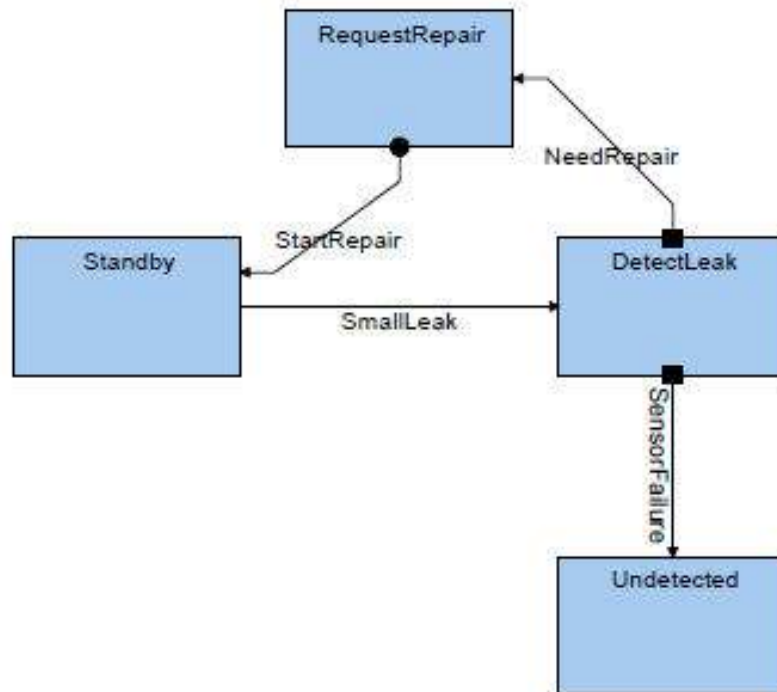 RequestRepair
NeedRepair
StartRepair
Standby
DetectLeak
SmallLeak
SensorFailure
Undetected